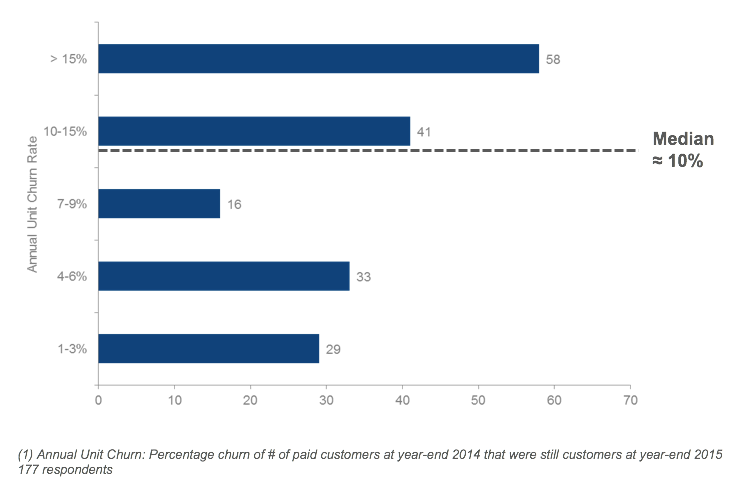 Annual Unit Churn Rate
> 15%
58
10-15%
41
Median
≈ 10%
7-9%
16
4-6%
33
1-3%
29
0 10 20 30 40 50 60 70
(1) Annual Unit Churn: Percentage churn of # of paid customers at year-end 2014 that were still customers at year-end 2015
177 respondents